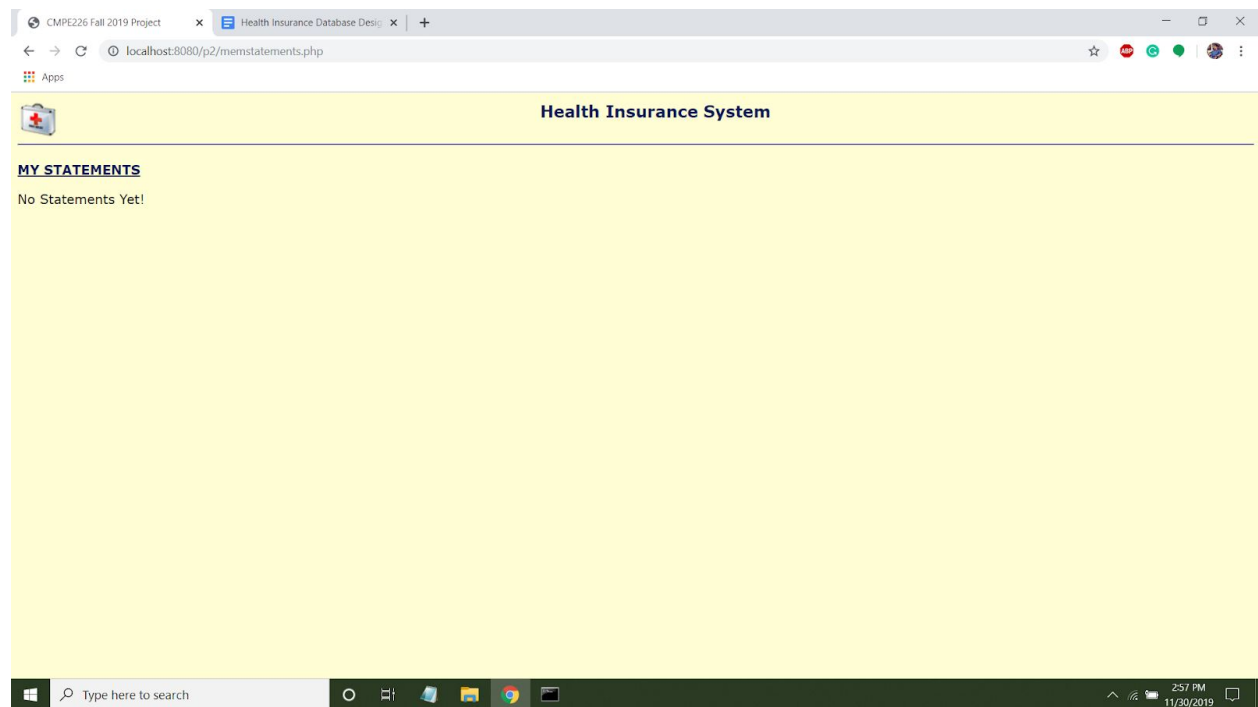 CMPE226 Fall 2019 Project
Health Insurance Database Desig
localhost:8080/p2/memstatements.php
ABP
Apps
Health Insurance System
MY STATEMENTS
No Statements Yet!
Type here to search
2:57 PM
11/30/2019